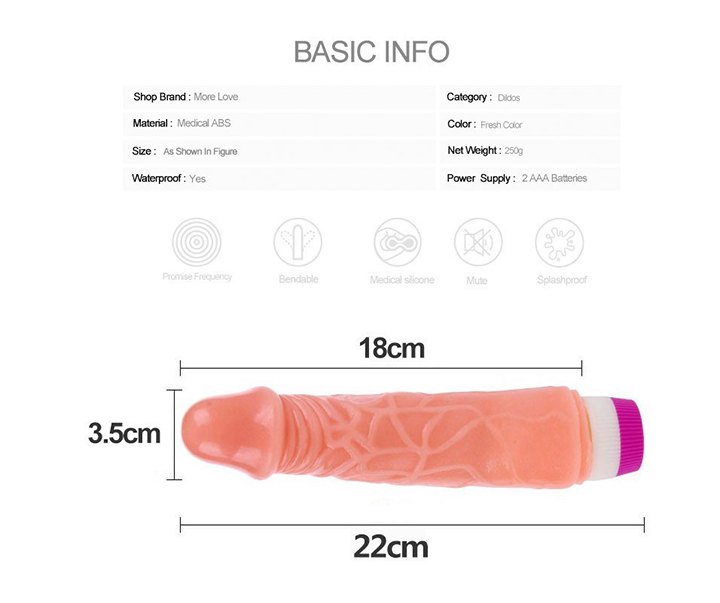 BASIC INFO
Shop Brand : More Love
Category : Dildos
Material : Medical ABS
Color : Fresh Color
Size : As Shown In Figure
Net Weight : 250g
Waterproof : Yes
Power Supply : 2 AAA Batteries
Promise Frequency
Bendable
Medical silicone
Mute
Splashproof
18cm
3.5cm
22cm